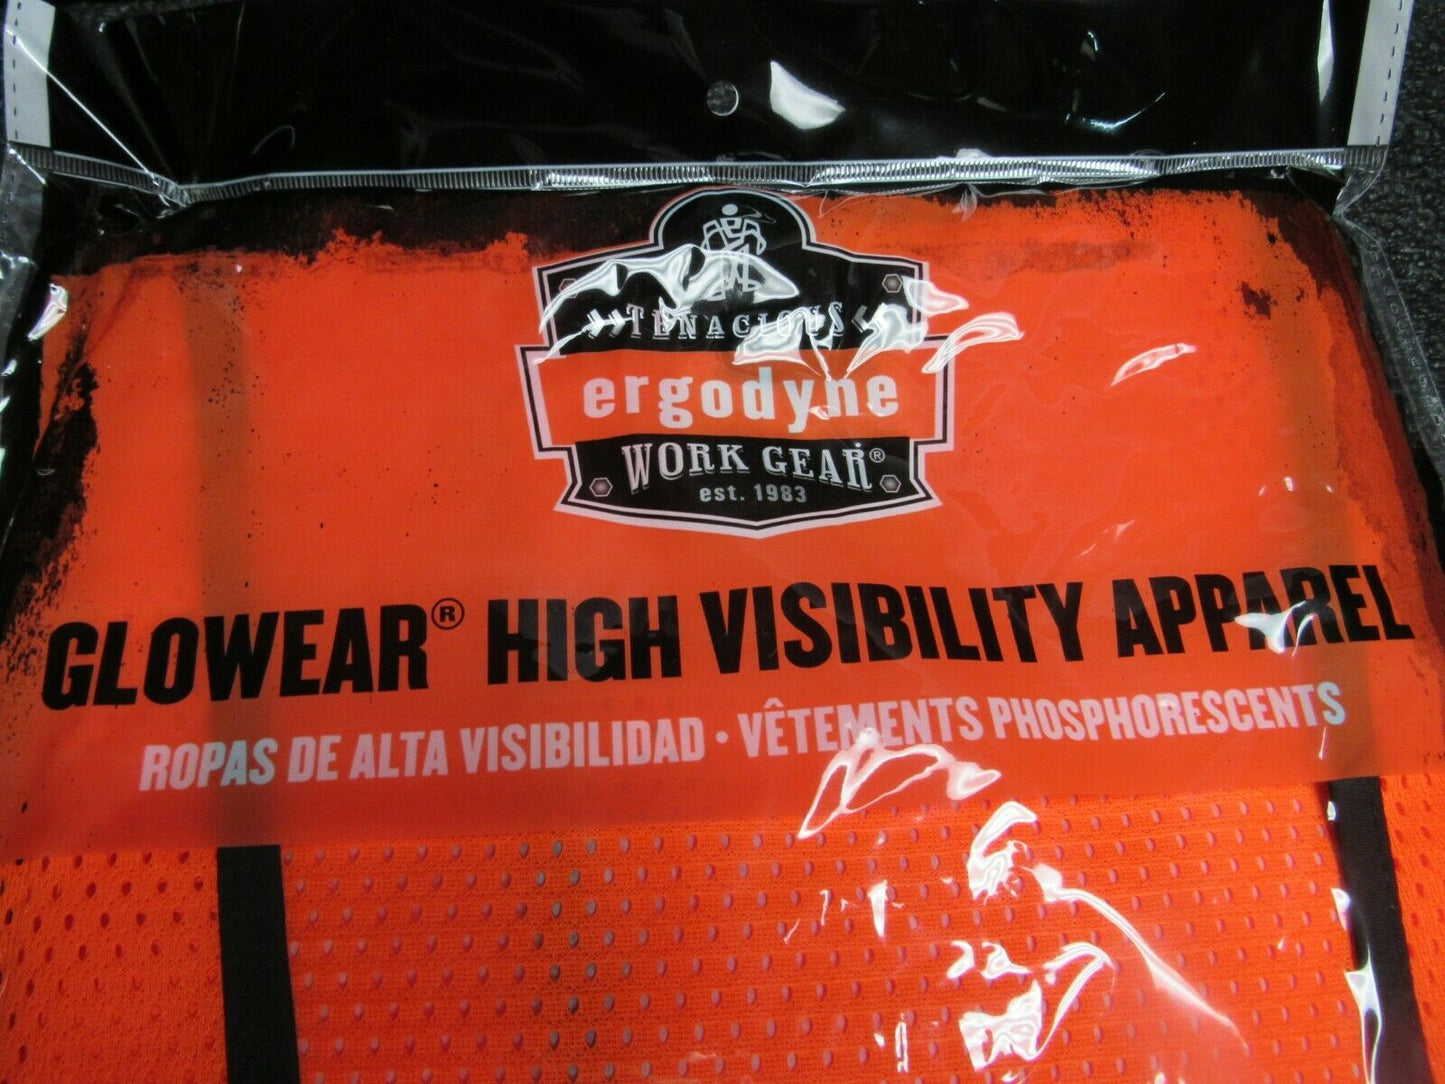 TENACIOUS
ergodyne
WORK GEAR®
est. 1983
GLOWEAR® HIGH VISIBILITY APPAREL
ROPAS DE ALTA VISIBILIDAD · VÊTEMENTS PHOSPHORESCENTS